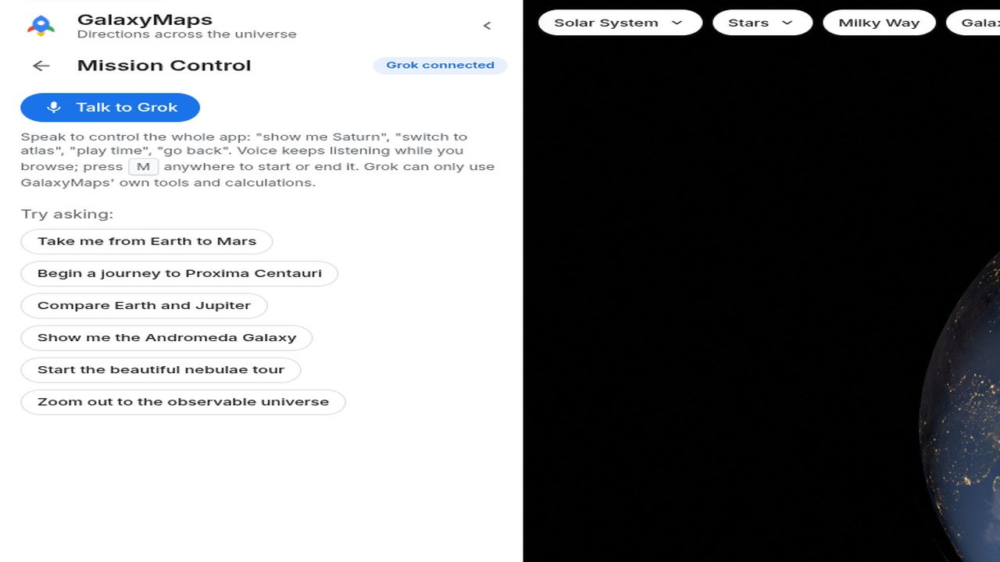 GalaxyMaps
Directions across the universe
<
Mission Control
Grok connected
Talk to Grok
Speak to control the whole app: "show me Saturn", "switch to
atlas", "play time", "go back". Voice keeps listening while you
browse; press M anywhere to start or end it. Grok can only use
GalaxyMaps' own tools and calculations.
Try asking:
Take me from Earth to Mars
Begin a journey to Proxima Centauri
Compare Earth and Jupiter
Show me the Andromeda Galaxy
Start the beautiful nebulae tour
Zoom out to the observable universe
Solar System
Stars
Milky Way